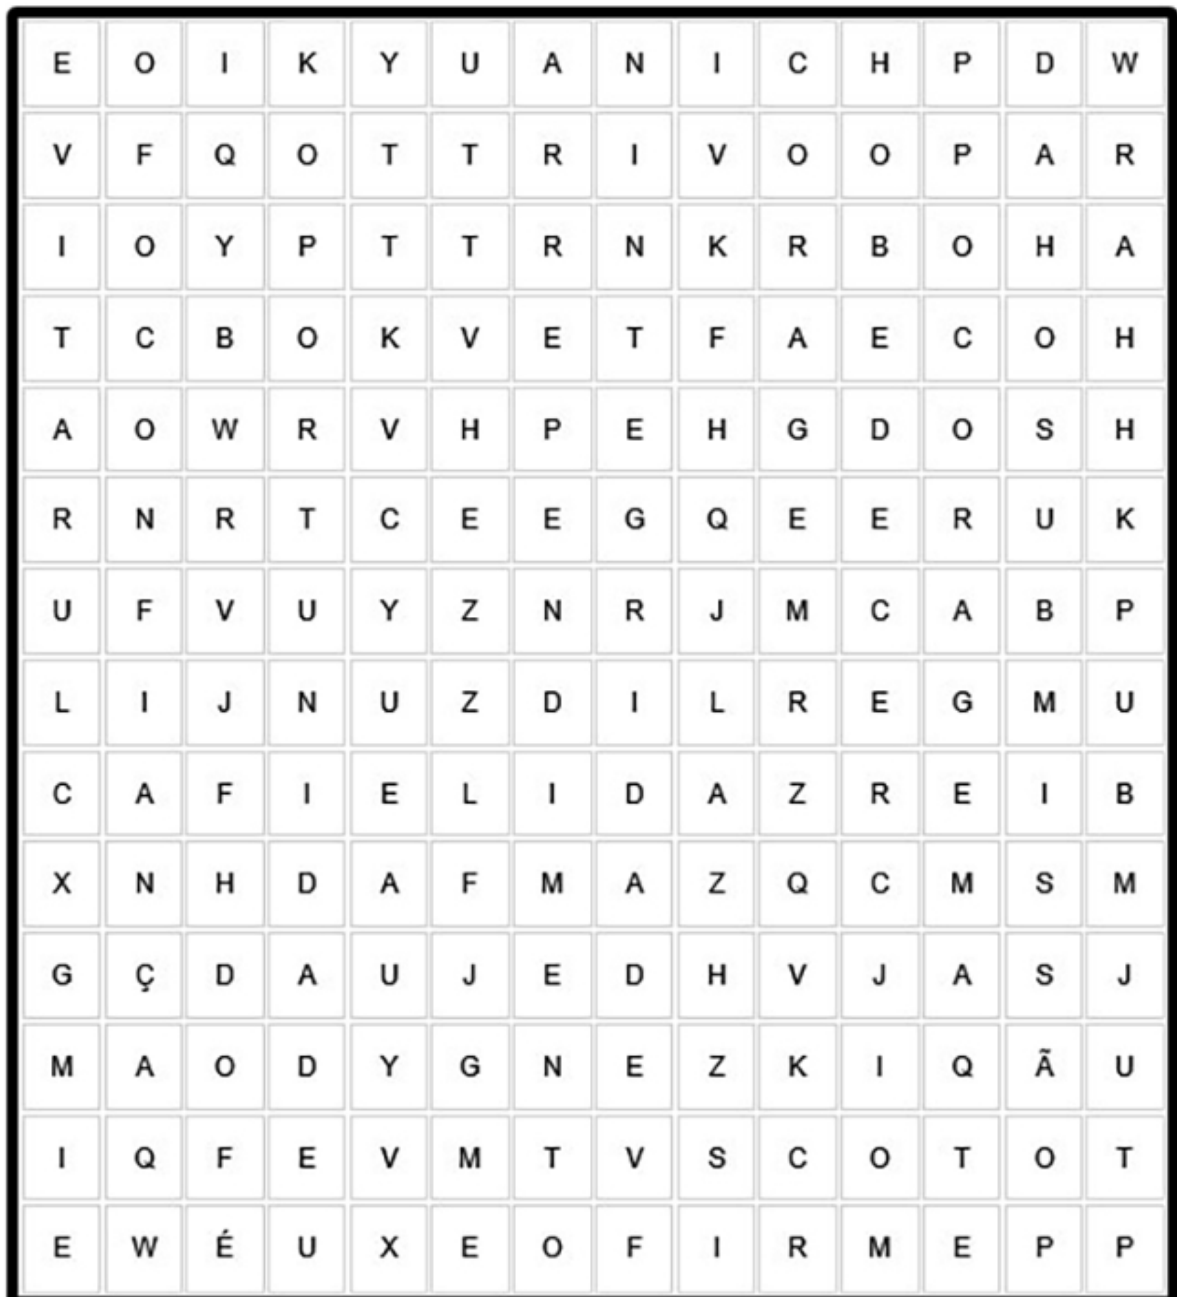 E O I K Y U A N I C H P D W
V F Q O T T R I V O O P A R
I O Y P T T R N K R B O H A
T C B O K V E T F A E C O H
A O W R V H P E H G D O S H
R N R T C E E G Q E E R U K
U F V U Y Z N R J M C A B P
L I J N U Z D I L R E G M U
C A F I E L I D A Z R E I B
X N H D A F M A Z Q C M S M
G Ç D A U J E D H V J A S J
M A O D Y G N E Z K I Q Ã U
I Q F E V M T V S C O T O T
E W É U X E O F I R M E P P